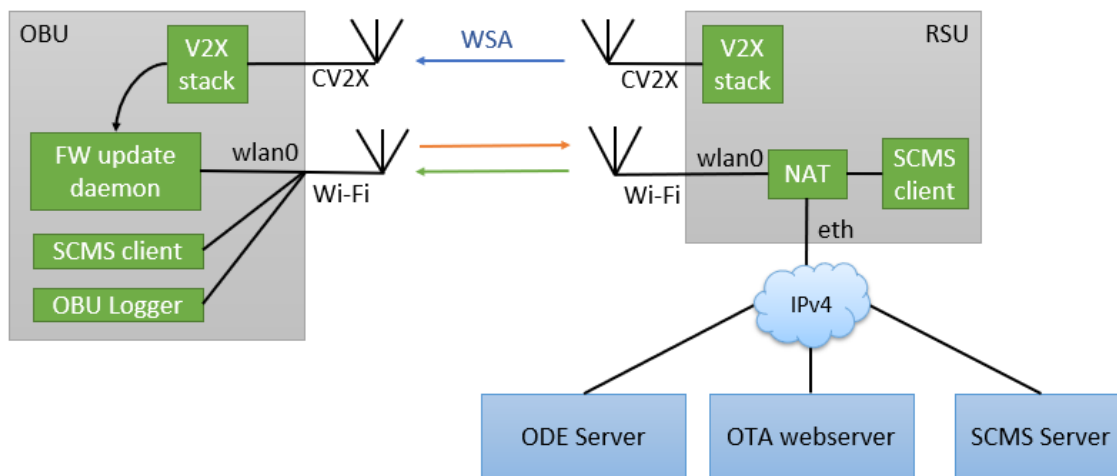 OBU
V2X
stack
CV2X
WSA
CV2X
V2X
stack
RSU
FW update
daemon
wlan0
Wi-Fi
Wi-Fi
wlan0
NAT
SCMS
client
SCMS client
OBU Logger
eth
IPv4
ODE Server
OTA webserver
SCMS Server